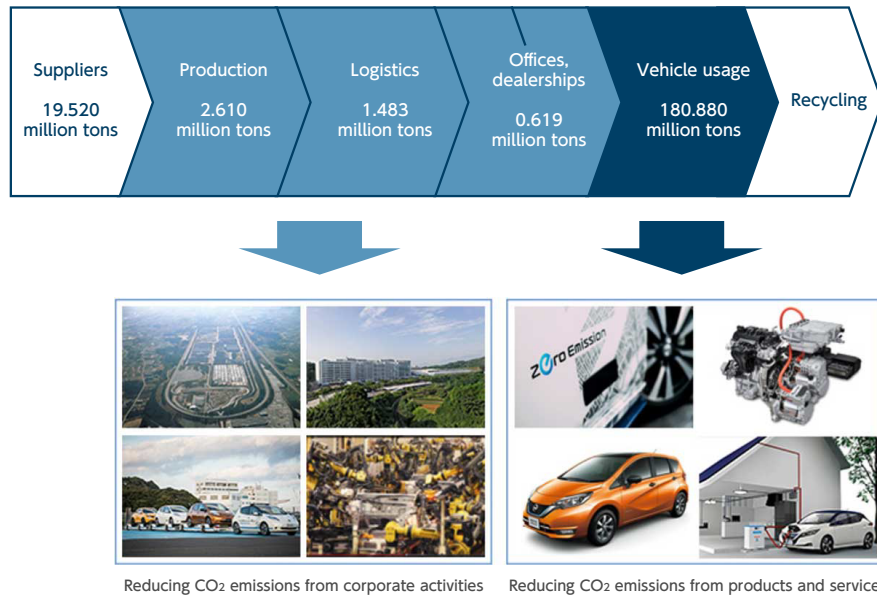 Suppliers
19.520
million tons
Production
2.610
million tons
Logistics
1.483
million tons
Offices,
dealerships
0.619
million tons
Vehicle usage
180.880
million tons
Recycling
zero Emission
Reducing CO2 emissions from corporate activities
Reducing CO2 emissions from products and service